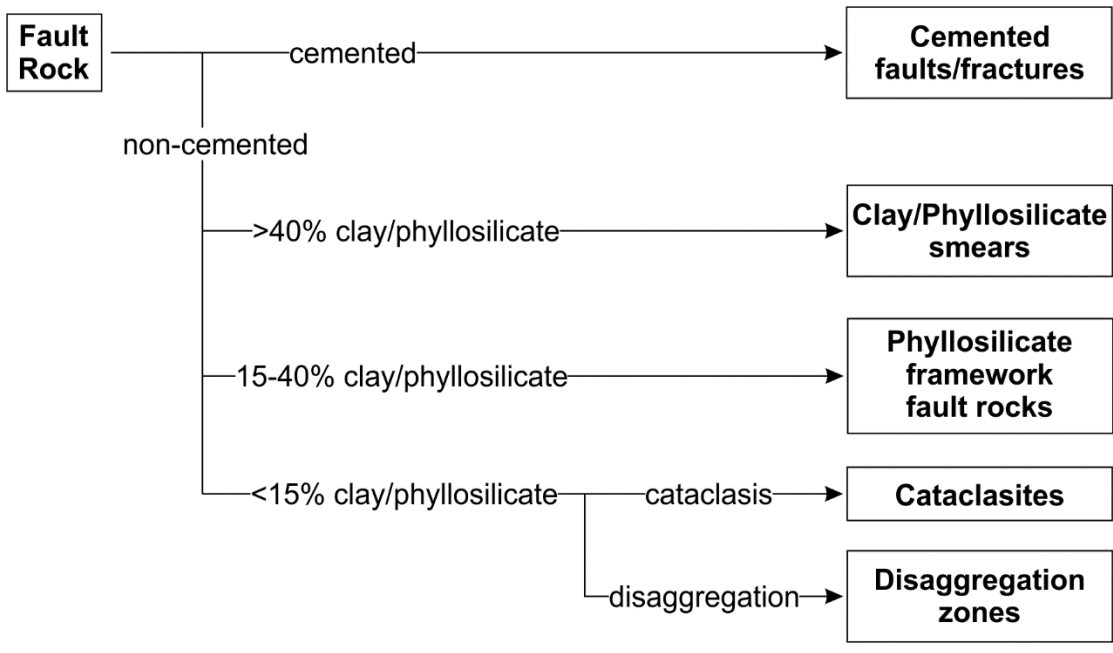 Fault
Rock
cemented
Cemented
faults/fractures
non-cemented
>40% clay/phyllosilicate
Clay/Phyllosilicate
smears
15-40% clay/phyllosilicate
Phyllosilicate
framework
fault rocks
<15% clay/phyllosilicate
cataclasis
Cataclasites
disaggregation
Disaggregation
zones